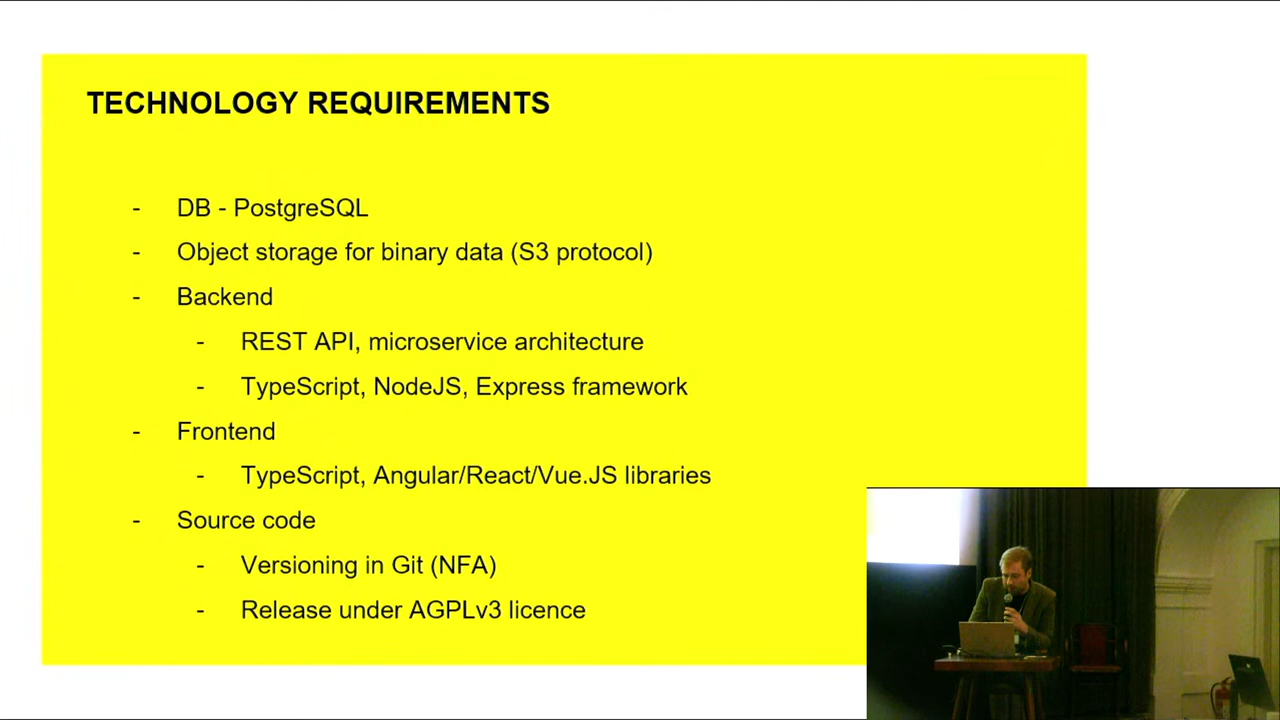 TECHNOLOGY REQUIREMENTS
- DB - PostgreSQL
- Object storage for binary data (S3 protocol)
- Backend
- REST API, microservice architecture
- TypeScript, NodeJS, Express framework
- Frontend
- TypeScript, Angular/React/Vue.JS libraries
- Source code
- Versioning in Git (NFA)
- Release under AGPLv3 licence